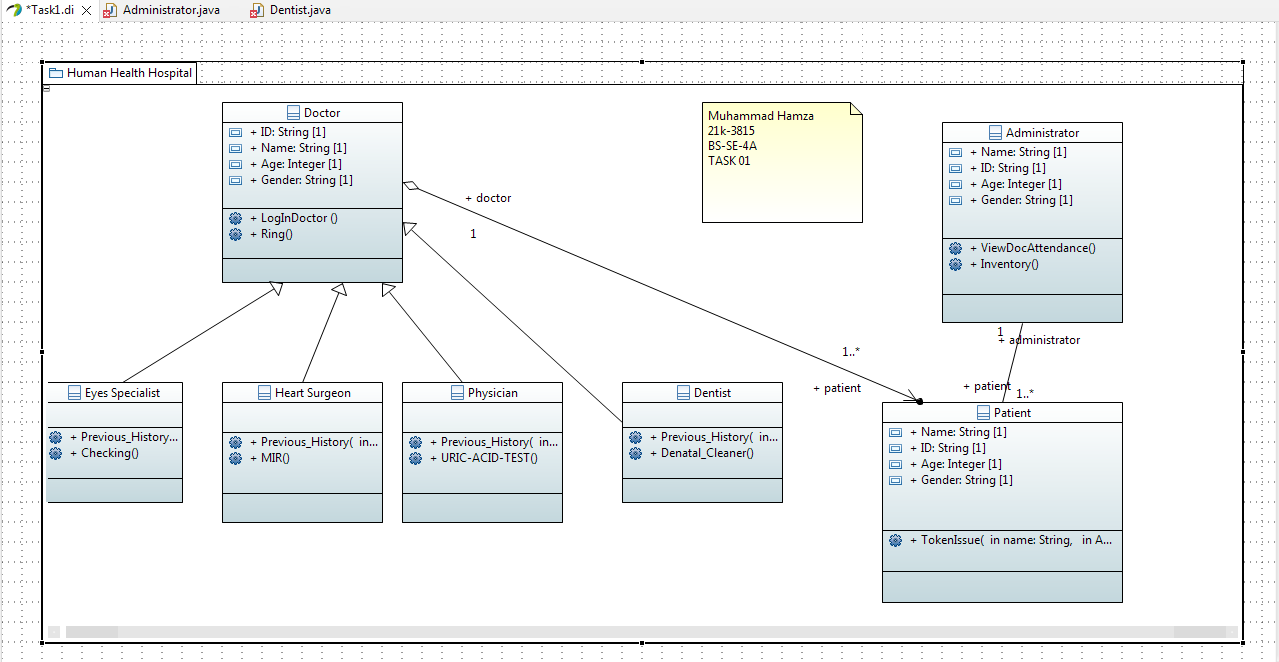 *Task1.di
Administrator.java
Dentist.java
Human Health Hospital
Doctor
+ ID: String [1]
+ Name: String [1]
+ Age: Integer [1]
+ Gender: String [1]
+ LogInDoctor ()
+ Ring()
Muhammad Hamza
21k-3815
BS-SE-4A
TASK 01
Administrator
+ Name: String [1]
+ ID: String [1]
+ Age: Integer [1]
+ Gender: String [1]
+ ViewDocAttendance()
+ Inventory()
+ doctor
1
1..*
+ patient
1
+ administrator
+ patient
1..*
Eyes Specialist
+ Previous_History...
+ Checking()
Heart Surgeon
+ Previous_History( in...
+ MIR()
Physician
+ Previous_History( in...
+ URIC-ACID-TEST()
Dentist
+ Previous_History( in...
+ Denatal_Cleaner()
Patient
+ Name: String [1]
+ ID: String [1]
+ Age: Integer [1]
+ Gender: String [1]
+ TokenIssue( in name: String, in A...